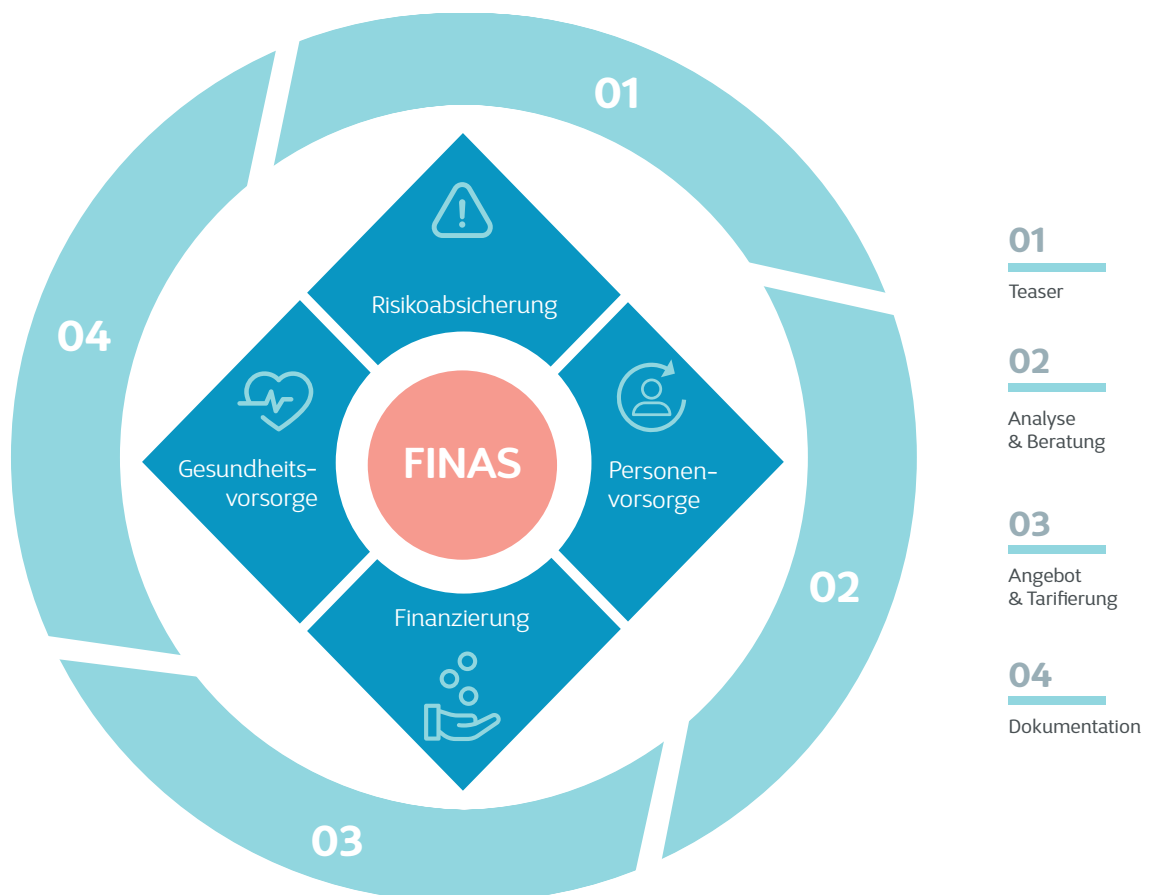 01
04
Risikoabsicherung
Gesundheits-
vorsorge
FINAS
Personen-
vorsorge
Finanzierung
02
03
01
Teaser
02
Analyse
& Beratung
03
Angebot
& Tarifierung
04
Dokumentation